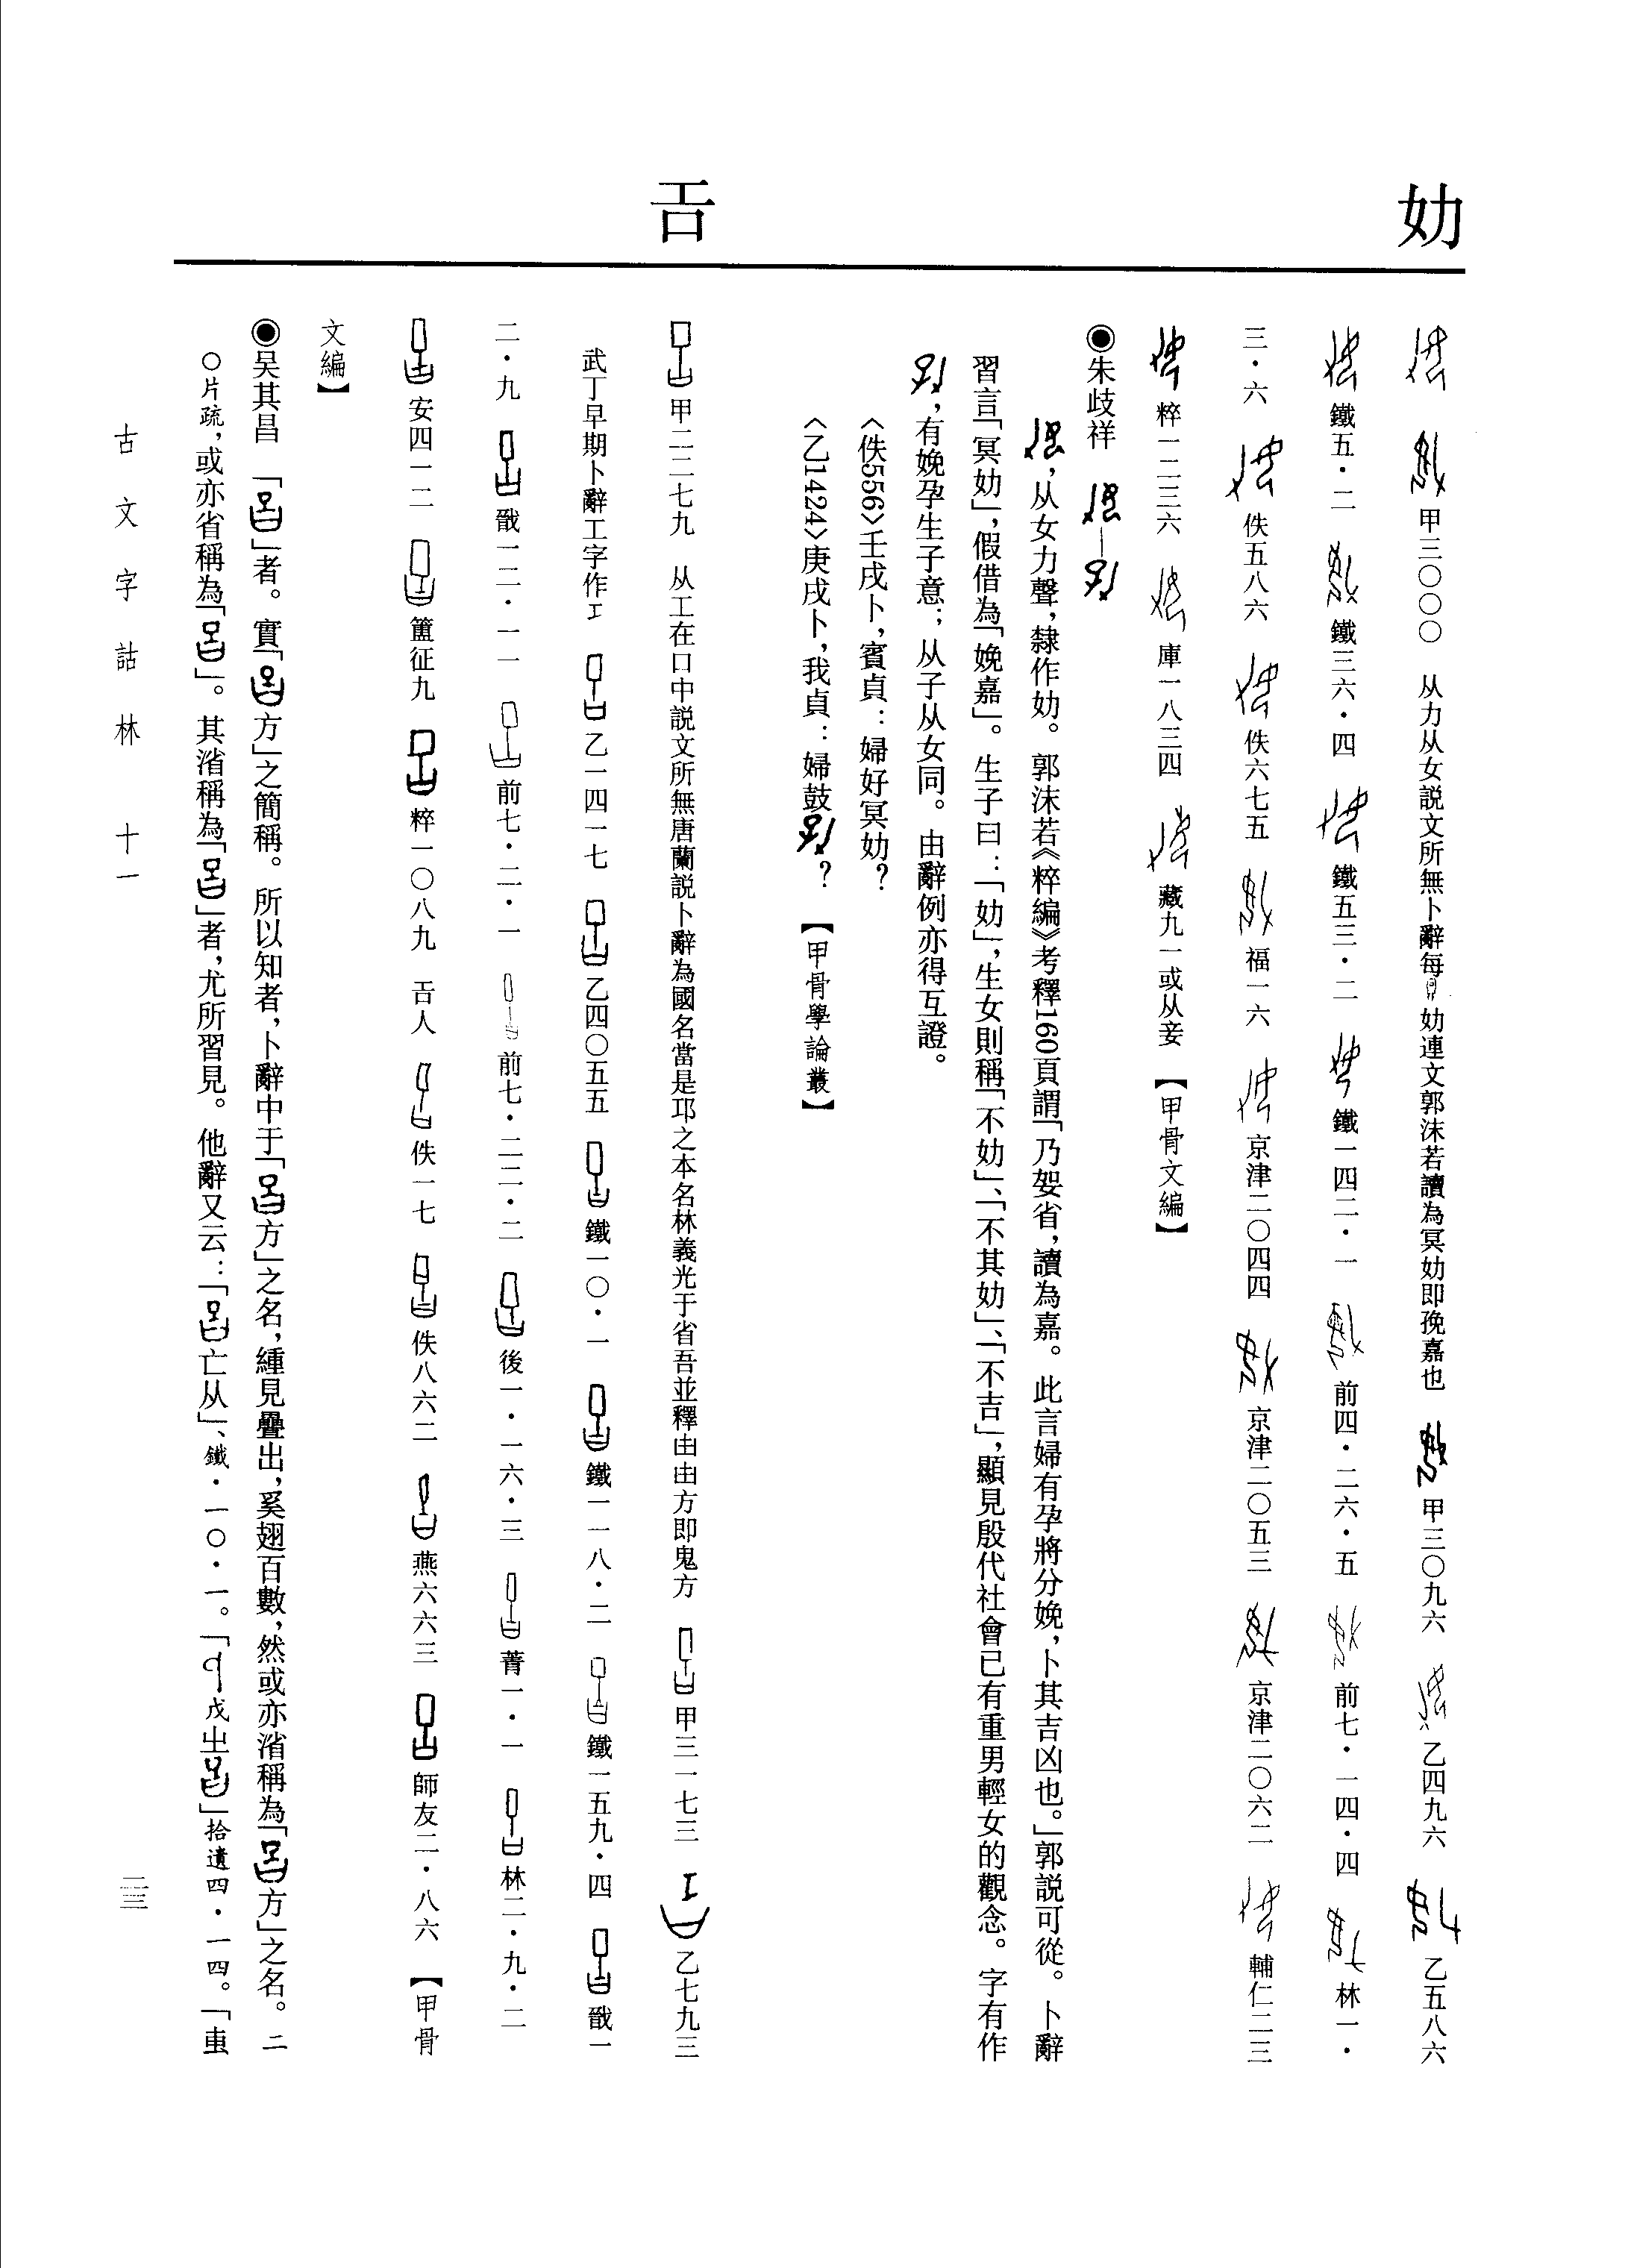 㚰
𠮷
甲三〇〇〇 从力从女説文所無卜辭每 㚰連文郭沫若讀為冥㚰即㝃嘉也 甲三〇九六 乙四九六 乙五八六
鐵五・二 鐵三六・四 鐵五三・二 鐵一四二・一 前四・二六・五 前七・一四・四 林一・
三・六 佚五八六 佚六七五 福一六 京津二〇四四 京津二〇五三 京津二〇六二 輔仁二三
粹一二三六 庫一八三四 藏九一或从妾 【甲骨文編】
◉朱歧祥 —
，从女力聲，隸作㚰。郭沫若《粹編》考釋160頁謂「乃㚙省，讀為嘉。此言婦有孕將分娩，卜其吉凶也。」郭説可從。卜辭
習言「冥㚰」，假借為「娩嘉」。生子曰：「㚰」，生女則稱「不㚰」、「不其㚰」、「不吉」，顯見殷代社會已有重男輕女的觀念。字有作
，有娩孕生子意；从子从女同。由辭例亦得互證。
〈佚556〉壬戌卜，賓貞：婦好冥㚰？
〈乙1424〉庚戌卜，我貞：婦鼓 ？ 【甲骨學論叢】
甲二二七九 从工在口中説文所無唐蘭説卜辭為國名當是邛之本名林義光于省吾並釋㽕㽕方即鬼方 甲三一七三 乙七九三
武丁早期卜辭工字作工 乙一四一七 乙四〇五五 鐵一〇・一 鐵一一八・二 鐵一五九・四 戩一
二・九 戩一二・一一 前七・二・一 前七・二二・二 後一・一六・三 菁一・一 林二・九・二
安四一二 簠征九 粹一〇八九 𠮷人 佚一七 佚八六二 燕六六三 師友二・八六 【甲骨
文編】
◉吴其昌 「 」者。實「 方」之簡稱。所以知者，卜辭中于「 方」之名，緟見疊出，奚翅百數，然或亦渻稱為「 方」之名。二
〇片疏，或亦省稱為「 」。其渻稱為「 」者，尤所習見。他辭又云：「 亡从」、鐵・一〇・一。「 戊㞢 」拾遺四・一四。「叀
古文字詁林 十一
二三